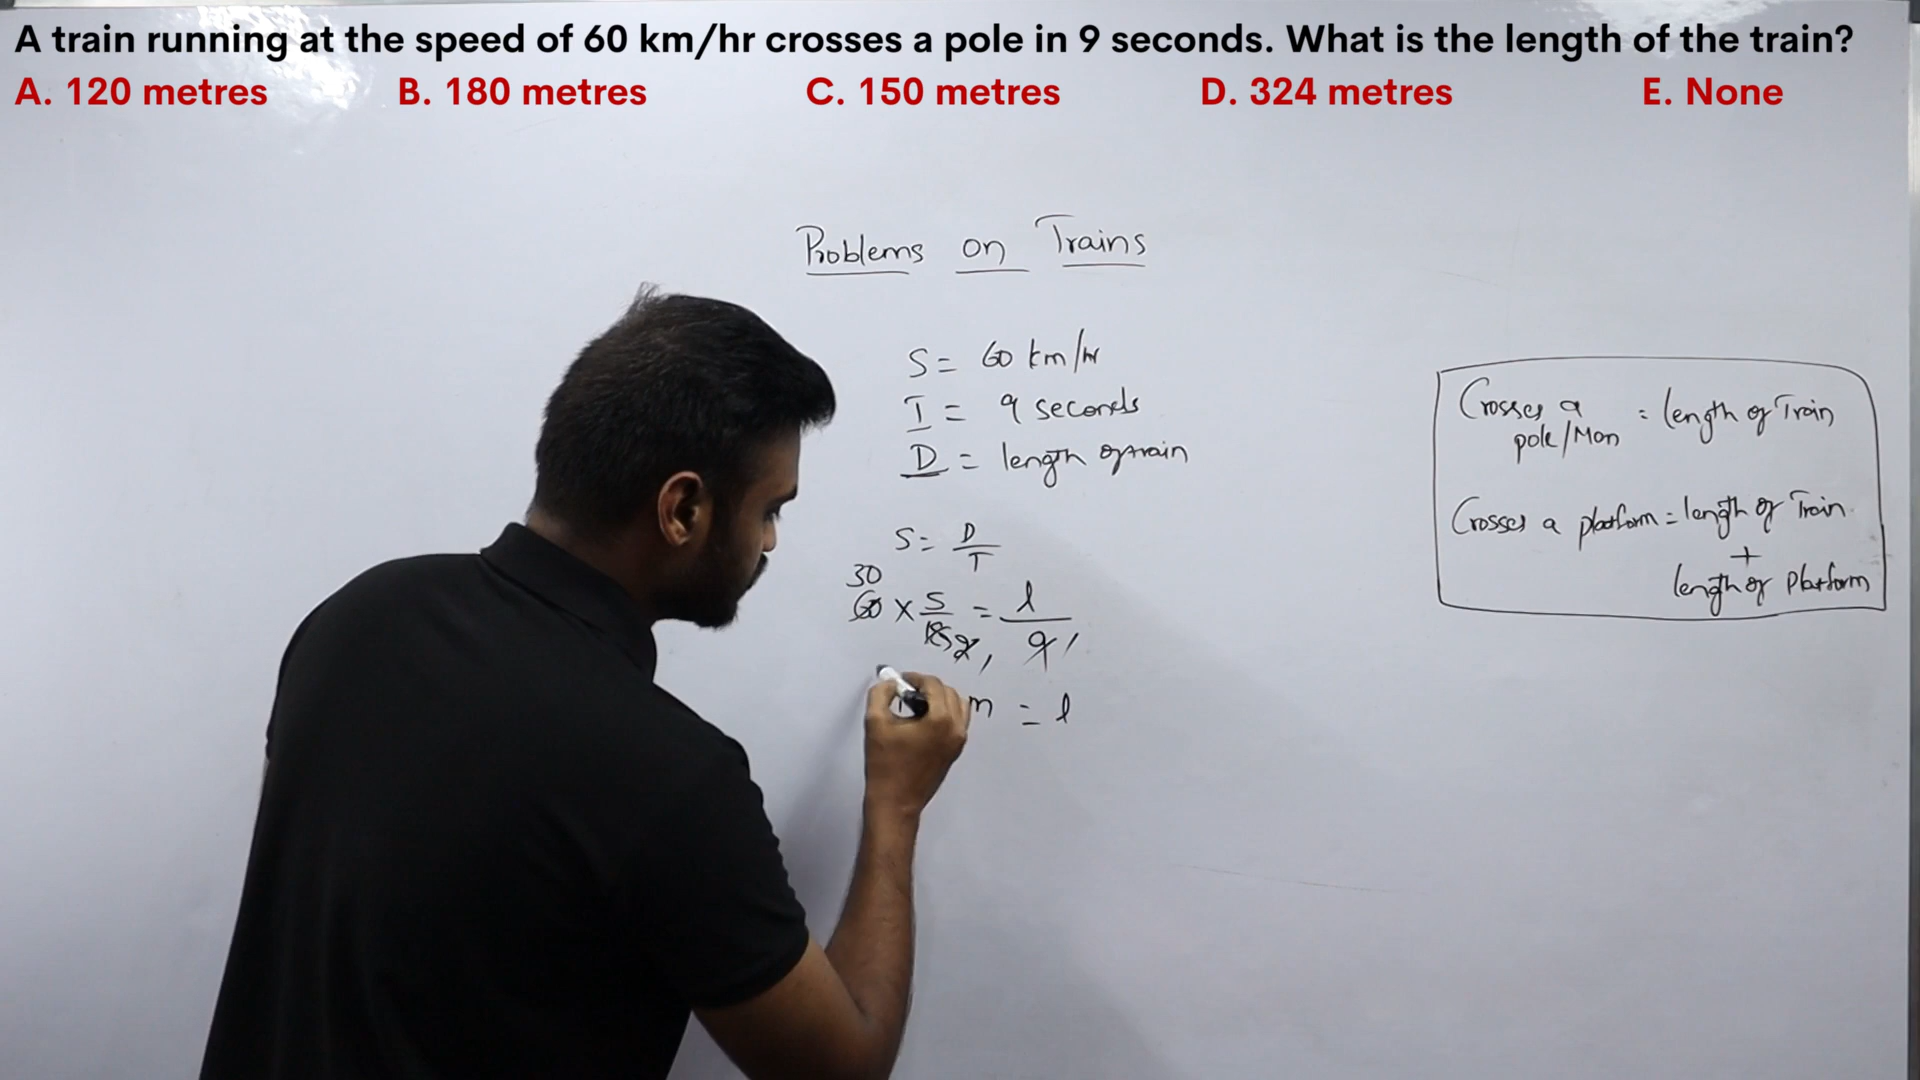 A train running at the speed of 60 km/hr crosses a pole in 9 seconds. What is the length of the train?
A. 120 metres B. 180 metres C. 150 metres D. 324 metres E. None
Problems on Trains
S = 60 km/hr
T = 9 seconds
D = length of train
S = D/T
30
60 × 5/18 2, = l/9 /
m = l
Crosses a pole/Man = length of Train
Crosses a platform = length of Train
+
length of Platform